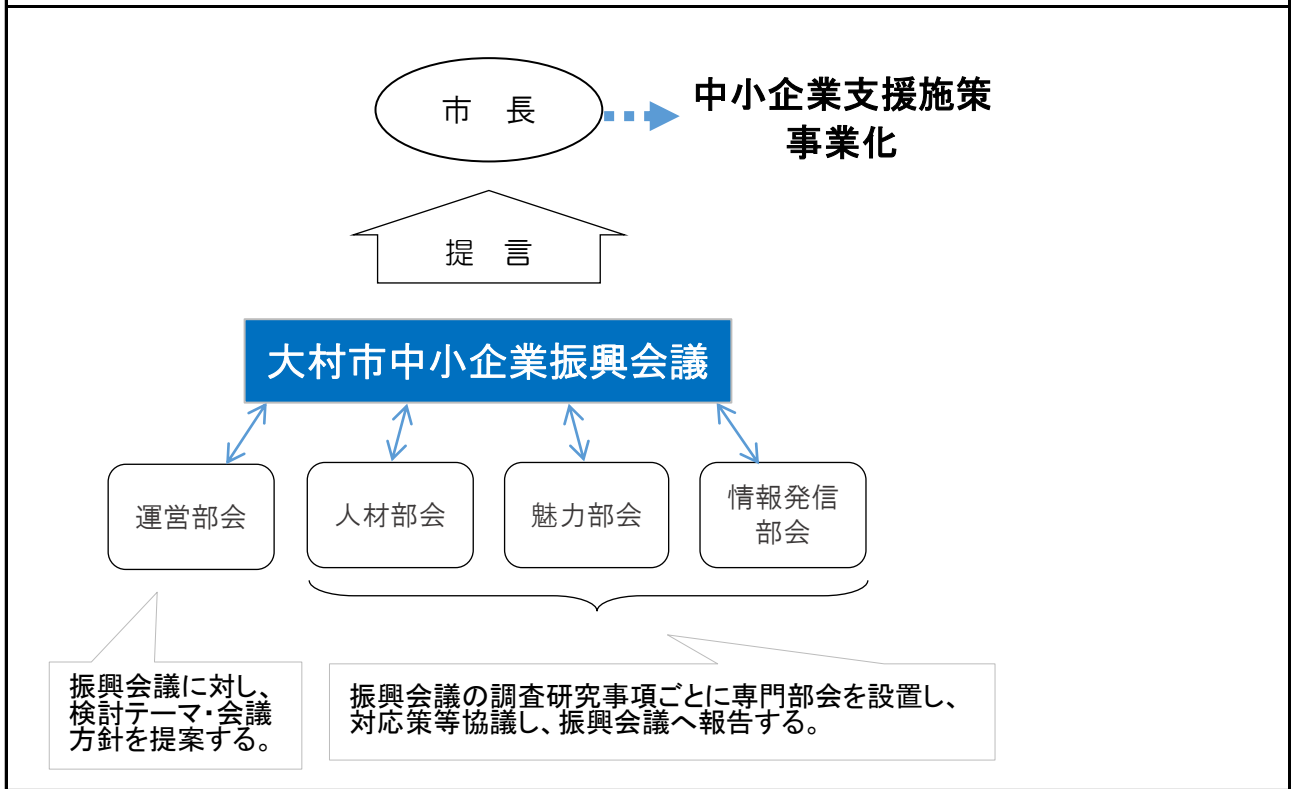 市　長
中小企業支援施策
事業化
提　言
大村市中小企業振興会議
運営部会
人材部会
魅力部会
情報発信
部会
振興会議に対し、
検討テーマ・会議
方針を提案する。
振興会議の調査研究事項ごとに専門部会を設置し、
対応策等協議し、振興会議へ報告する。